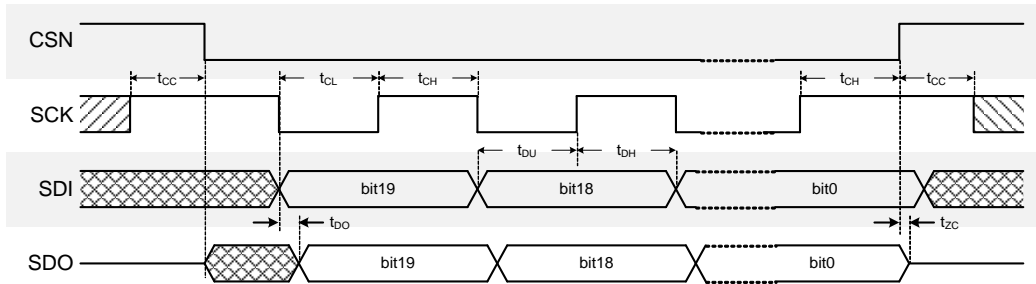 CSN
tCC tCL tCH tCH tCC
SCK
tDU tDH
SDI bit19 bit18 bit0
tDO tZC
SDO bit19 bit18 bit0